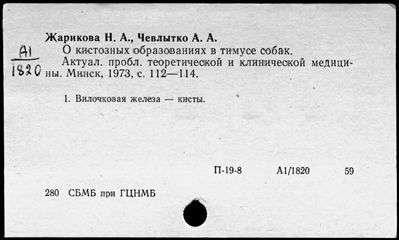 Жарикова Н. А., Чевлытко А. А.
А1
1820
О кистозных образованиях в тимусе собак.
Актуал. пробл. теоретической и клинической медици-
ны. Минск, 1973, с. 112—114.
1. Вилочковая железа — кисты.
П-19-8 А1/1820 59
280 СБМБ при ГЦНМБ